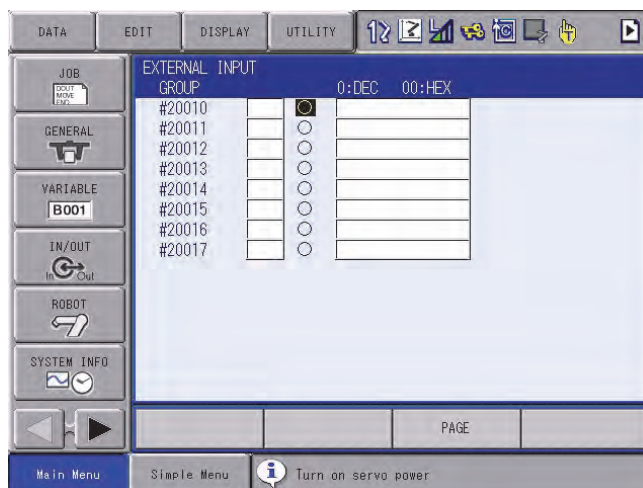 DATA EDIT DISPLAY UTILITY
JOB
DOUT
MOVE
END
GENERAL
VARIABLE
B001
IN/OUT
In Out
ROBOT
SYSTEM INFO
EXTERNAL INPUT
GROUP 0:DEC 00:HEX
#20010
#20011
#20012
#20013
#20014
#20015
#20016
#20017
PAGE
Main Menu Simple Menu Turn on servo power